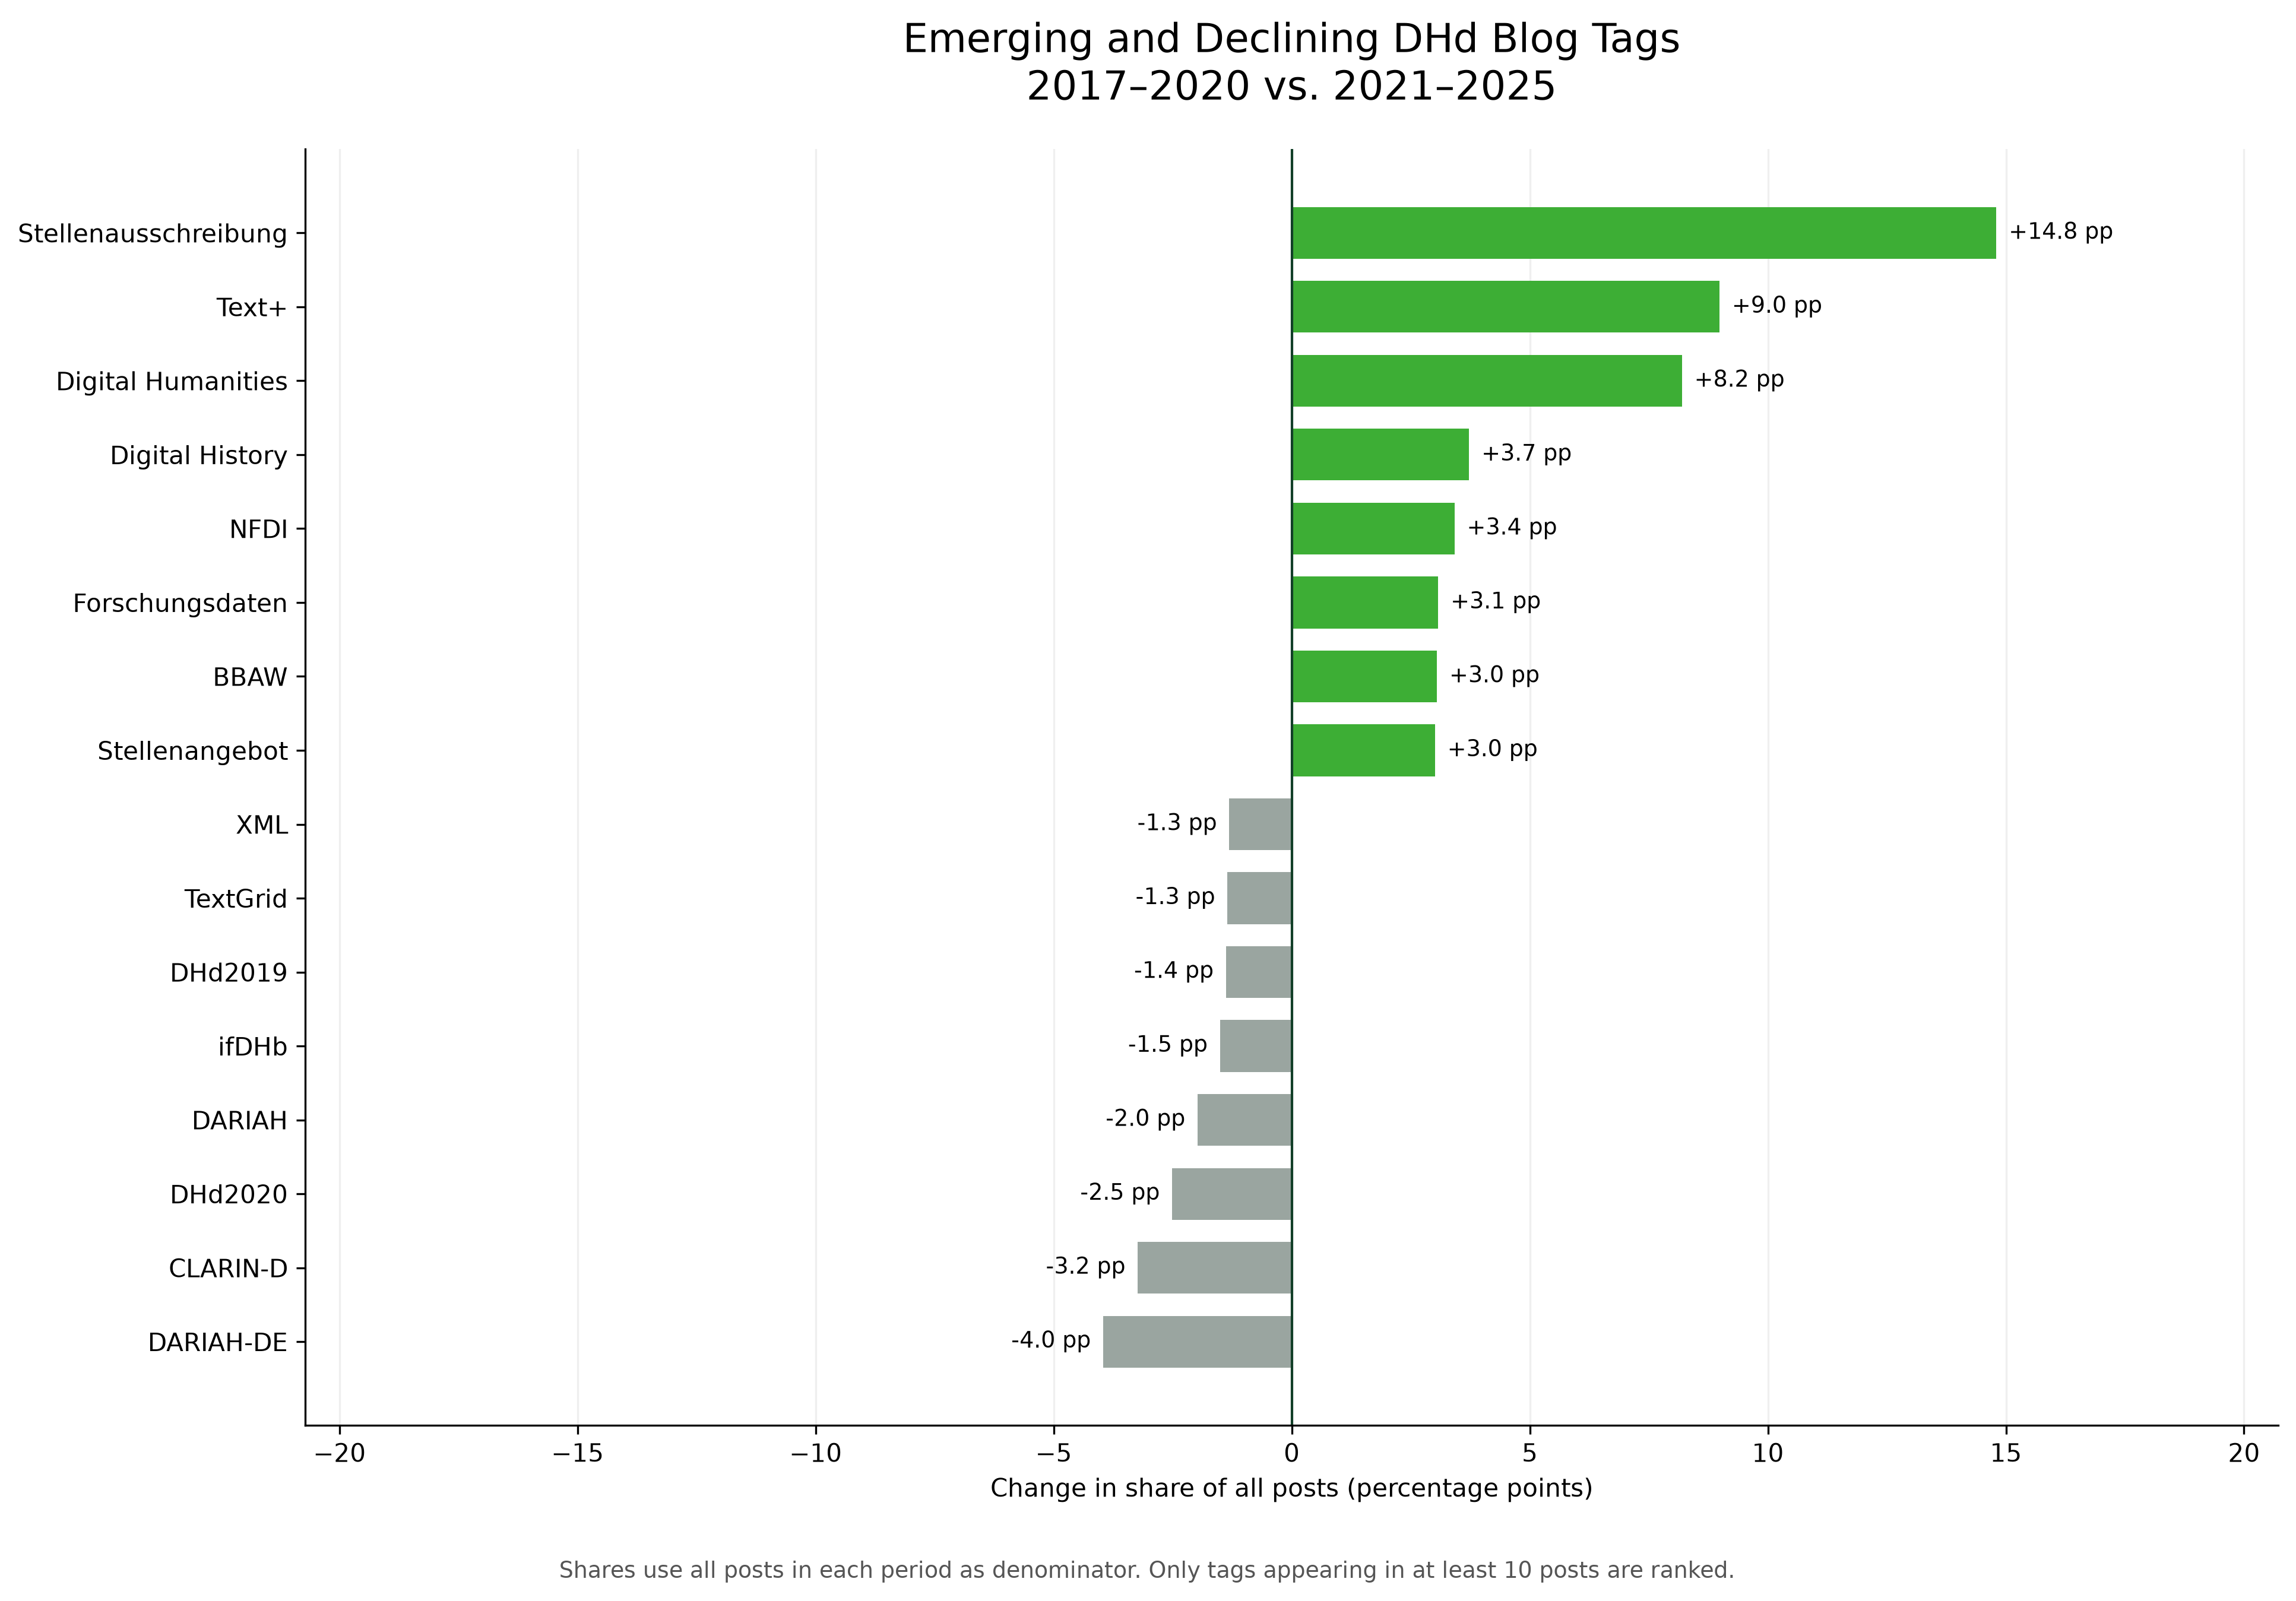 Emerging and Declining DHd Blog Tags
2017–2020 vs. 2021–2025
Stellenausschreibung
+14.8 pp
Text+
+9.0 pp
Digital Humanities
+8.2 pp
Digital History
+3.7 pp
NFDI
+3.4 pp
Forschungsdaten
+3.1 pp
BBAW
+3.0 pp
Stellenangebot
+3.0 pp
XML
-1.3 pp
TextGrid
-1.3 pp
DHd2019
-1.4 pp
ifDHb
-1.5 pp
DARIAH
-2.0 pp
DHd2020
-2.5 pp
CLARIN-D
-3.2 pp
DARIAH-DE
-4.0 pp
−20 −15 −10 −5 0 5 10 15 20
Change in share of all posts (percentage points)
Shares use all posts in each period as denominator. Only tags appearing in at least 10 posts are ranked.